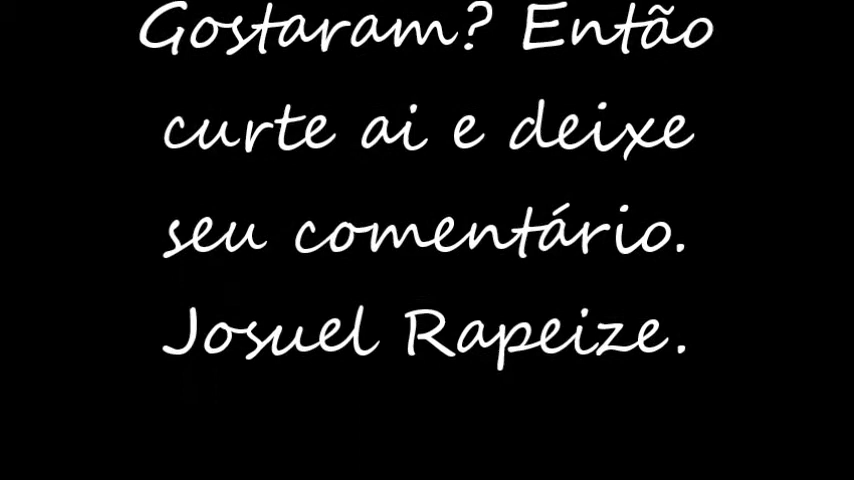 Gostaram? Então
curte ai e deixe
seu comentário.
Josuel Rapeize.